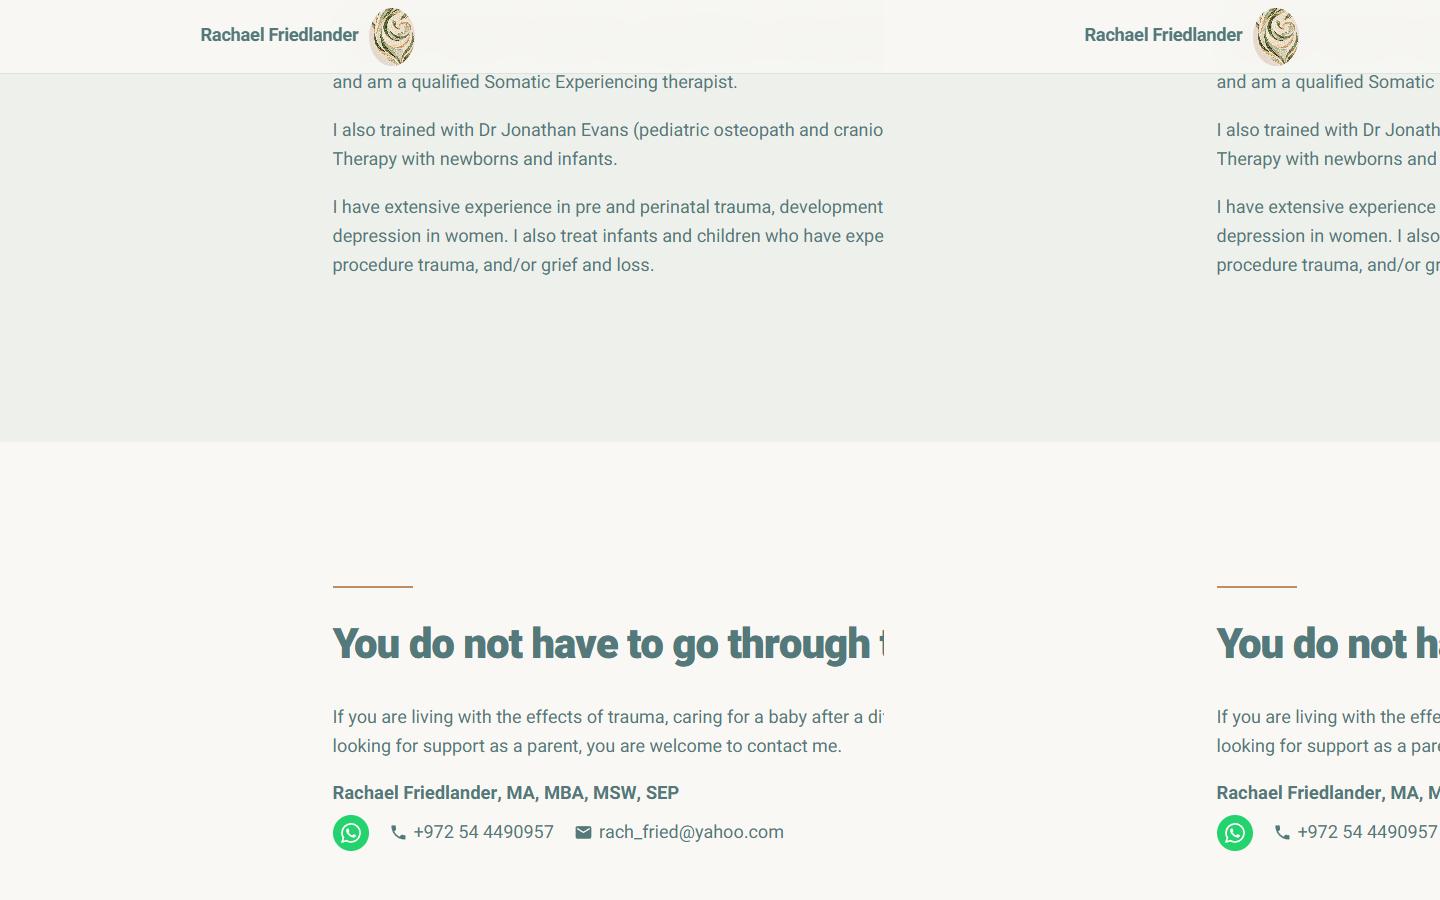 Rachael Friedlander
and am a qualified Somatic Experiencing therapist.
I also trained with Dr Jonathan Evans (pediatric osteopath and cranio
Therapy with newborns and infants.
I have extensive experience in pre and perinatal trauma, development
depression in women. I also treat infants and children who have expe
procedure trauma, and/or grief and loss.
You do not have to go through
If you are living with the effects of trauma, caring for a baby after a
looking for support as a parent, you are welcome to contact me.
Rachael Friedlander, MA, MBA, MSW, SEP
+972 54 4490957 rach_fried@yahoo.com
Rachael Friedlander
and am a qualified Somatic
I also trained with Dr Jonath
Therapy with newborns and
I have extensive experience
depression in women. I also
procedure trauma, and/or gr
You do not ha
If you are living with the effe
looking for support as a pare
Rachael Friedlander, MA, M
+972 54 4490957